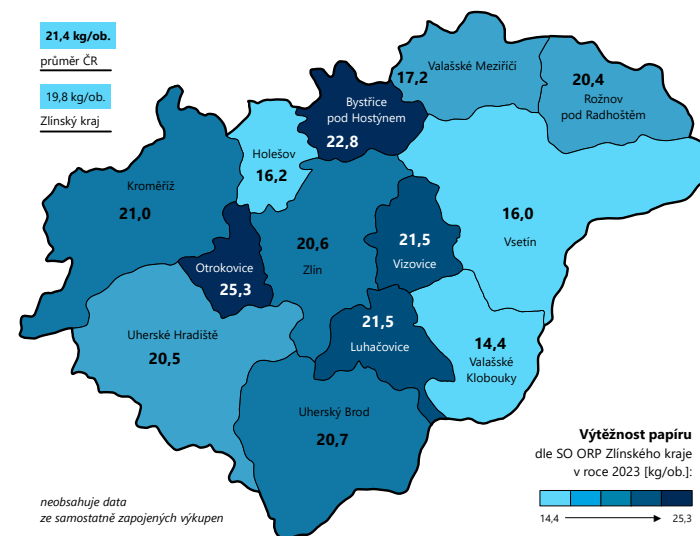 21,4 kg/ob.
průměr ČR
19,8 kg/ob.
Zlínský kraj
Valašské Meziříčí
17,2
20,4
Rožnov
pod Radhoštěm
Bystřice
pod Hostýnem
22,8
Holešov
16,2
Kroměříž
21,0
16,0
Vsetín
20,6
Zlín
21,5
Vizovice
Otrokovice
25,3
21,5
Luhačovice
Uherské Hradiště
20,5
14,4
Valašské
Klobouky
Uherský Brod
20,7
Výtěžnost papíru
dle SO ORP Zlínského kraje
v roce 2023 [kg/ob.]:
14,4 25,3
neobsahuje data
ze samostatně zapojených výkupen